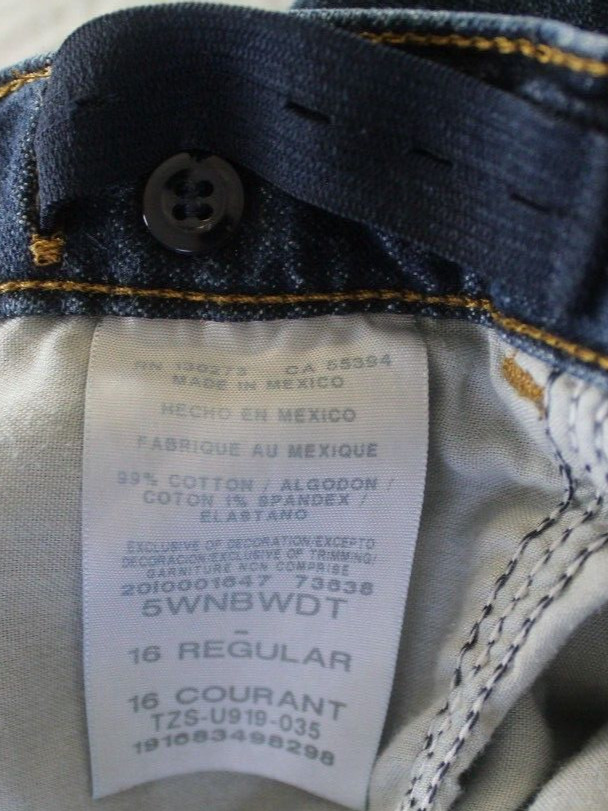 RN 130273 CA 55394
MADE IN MEXICO
HECHO EN MEXICO
FABRIQUE AU MEXIQUE
99% COTTON / ALGODON /
COTON 1% SPANDEX /
ELASTANO
EXCLUSIVE OF DECORATION/EXCEPTO
DECORACION/EXCLUSIVE OF TRIMMING/
GARNITURE NON COMPRISE
2010001647 73838
5WNBWDT
16 REGULAR
16 COURANT
TZS-U919-035
191683498298